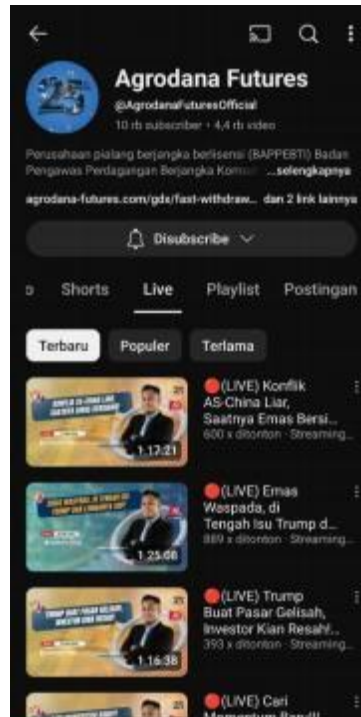 Agrodana Futures
@AgrodanaFuturesOfficial
10 rb subscriber • 4,4 rb video
Perusahaan pialang berjangka berlisensi (BAPPEBTI) Badan
Pengawas Perdagangan Berjangka ...selengkapnya
agrodana-futures.com/gdx/fast-withdraw... dan 2 link lainnya
Disubscribe
o Shorts Live Playlist Postingan
Terbaru Populer Terlama
(LIVE) Konflik
AS-China Liar,
Saatnya Emas Bersi...
600 x ditonton · Streaming...
1.17.21
(LIVE) Emas
Waspada, di
Tengah Isu Trump d...
889 x ditonton · Streaming...
1.25.08
(LIVE) Trump
Buat Pasar Gelisah,
Investor Kian Resah!...
393 x ditonton · Streaming...
1.16.38
(LIVE) Cari